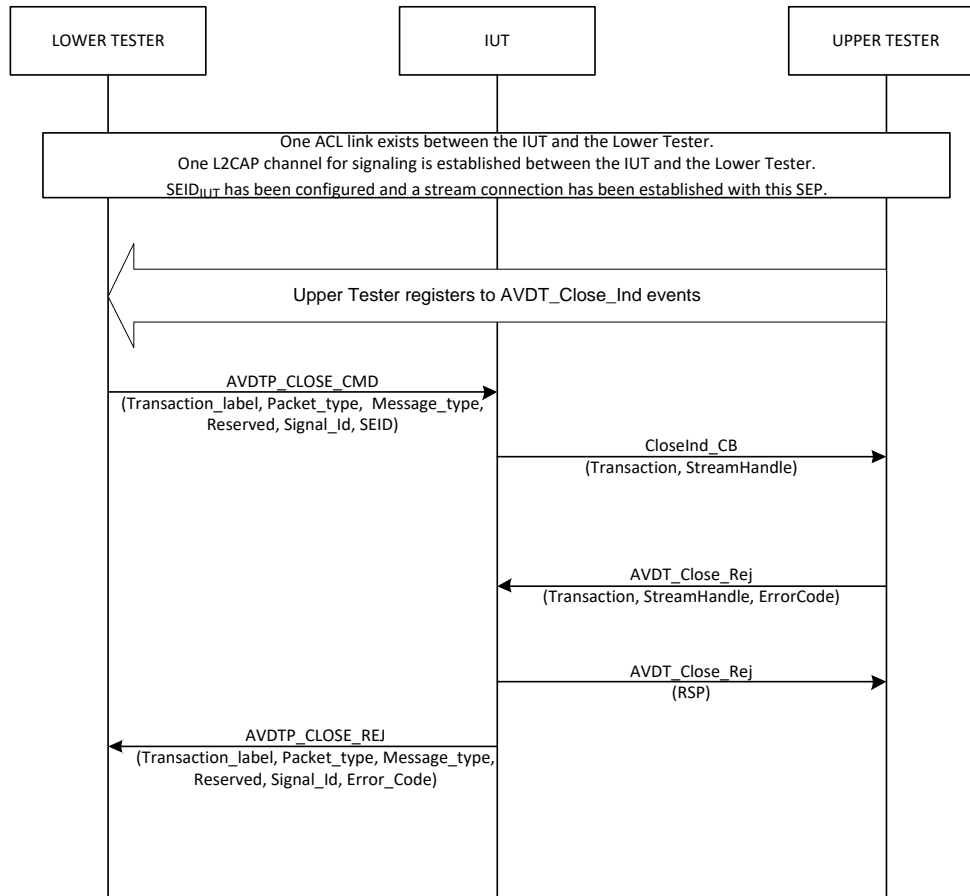 LOWER TESTER
IUT
UPPER TESTER
One ACL link exists between the IUT and the Lower Tester.
One L2CAP channel for signaling is established between the IUT and the Lower Tester.
SEIDIUT has been configured and a stream connection has been established with this SEP.
Upper Tester registers to AVDT_Close_Ind events
AVDTP_CLOSE_CMD
(Transaction_label, Packet_type, Message_type,
Reserved, Signal_Id, SEID)
CloseInd_CB
(Transaction, StreamHandle)
AVDT_Close_Rej
(Transaction, StreamHandle, ErrorCode)
AVDT_Close_Rej
(RSP)
AVDTP_CLOSE_REJ
(Transaction_label, Packet_type, Message_type,
Reserved, Signal_Id, Error_Code)